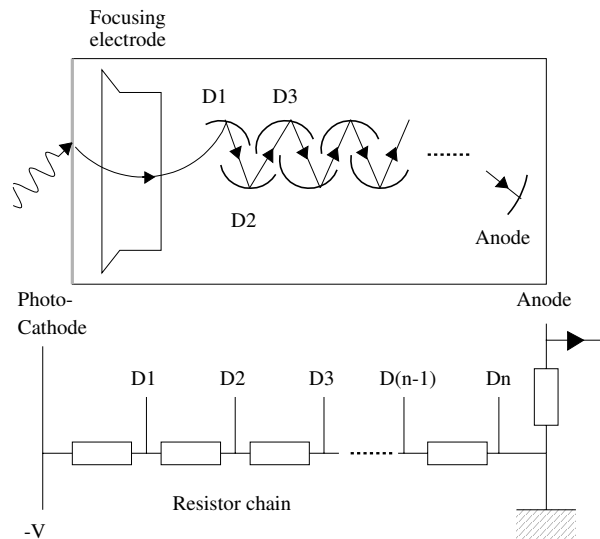 Focusing
electrode
D1 D3
D2
Anode
Photo-
Cathode
Anode
D1 D2 D3 D(n-1) Dn
Resistor chain
-V